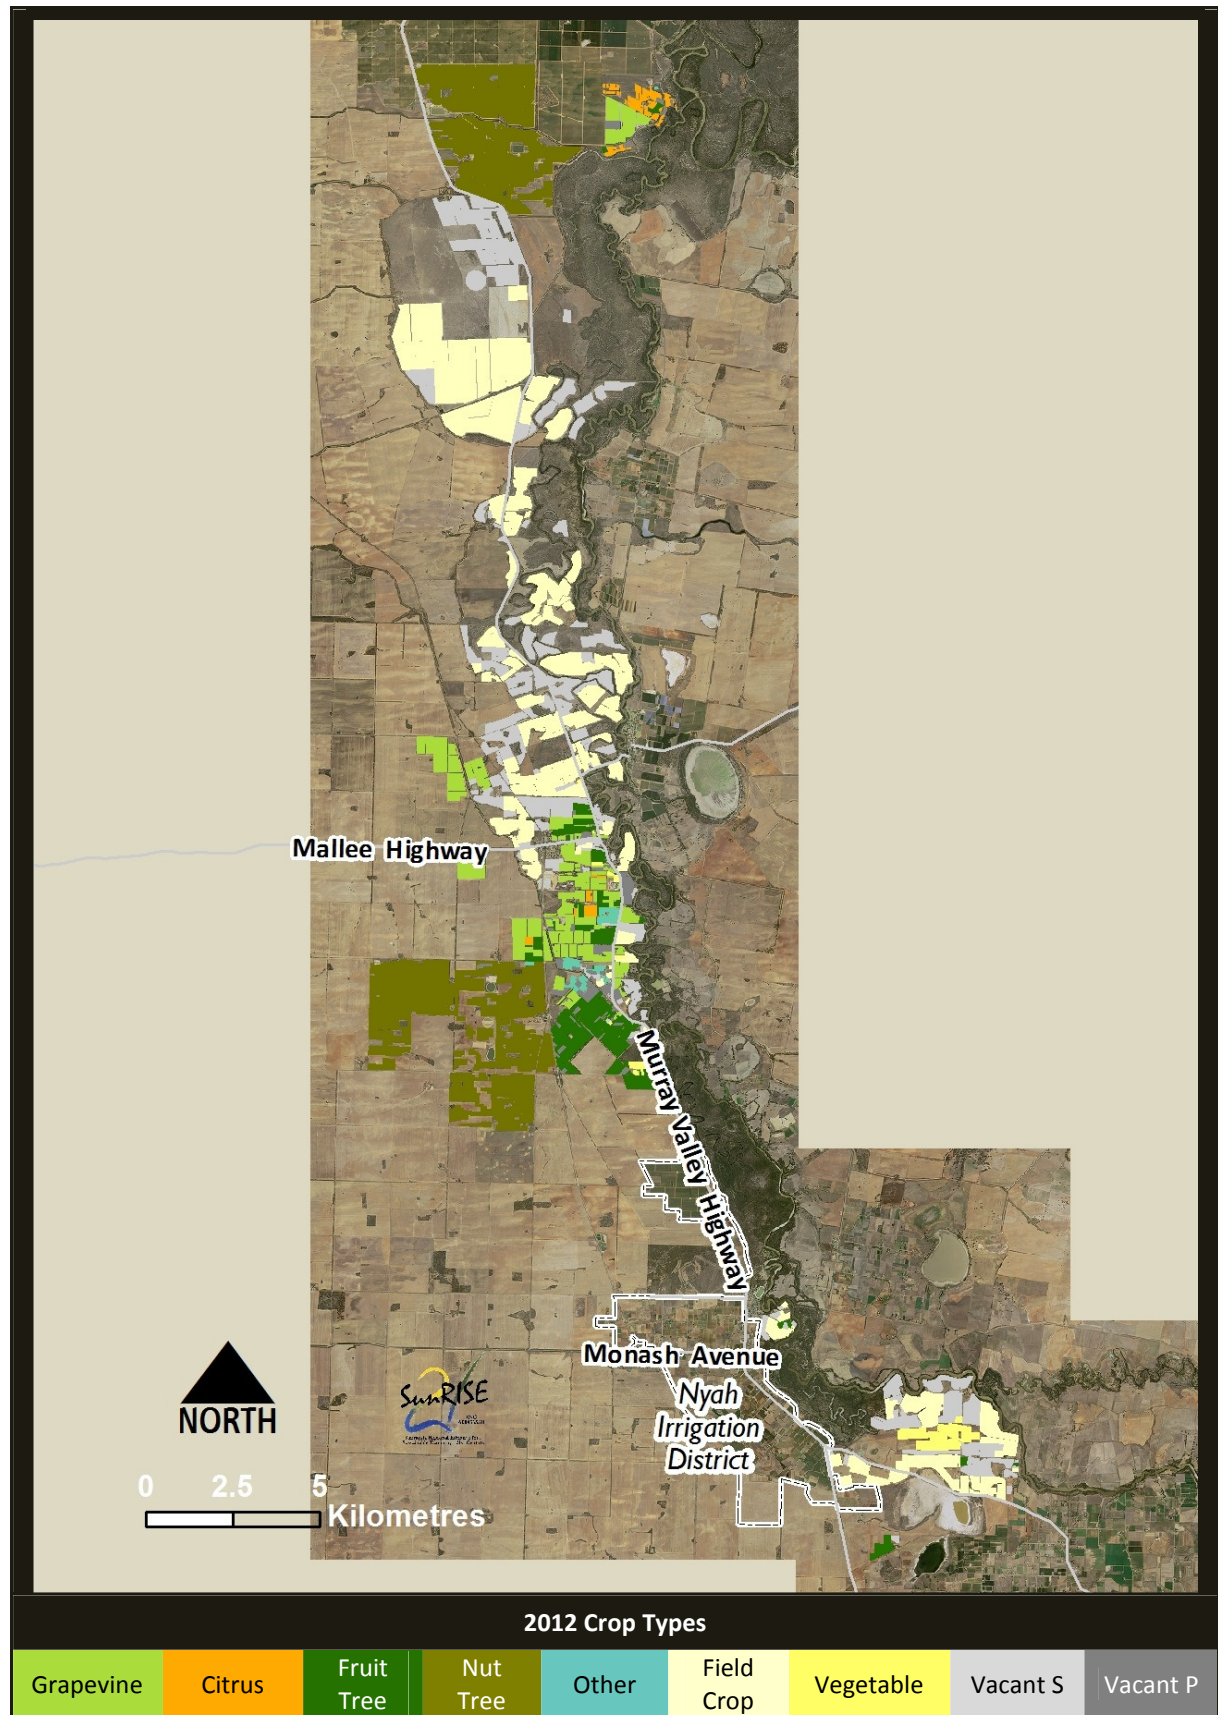 Mallee Highway
Murray Valley Highway
Monash Avenue
Nyah
Irrigation
District
NORTH
SunRISE
0 2.5 5
Kilometres
2012 Crop Types
Grapevine
Citrus
Fruit
Tree
Nut
Tree
Other
Field
Crop
Vegetable
Vacant S
Vacant P